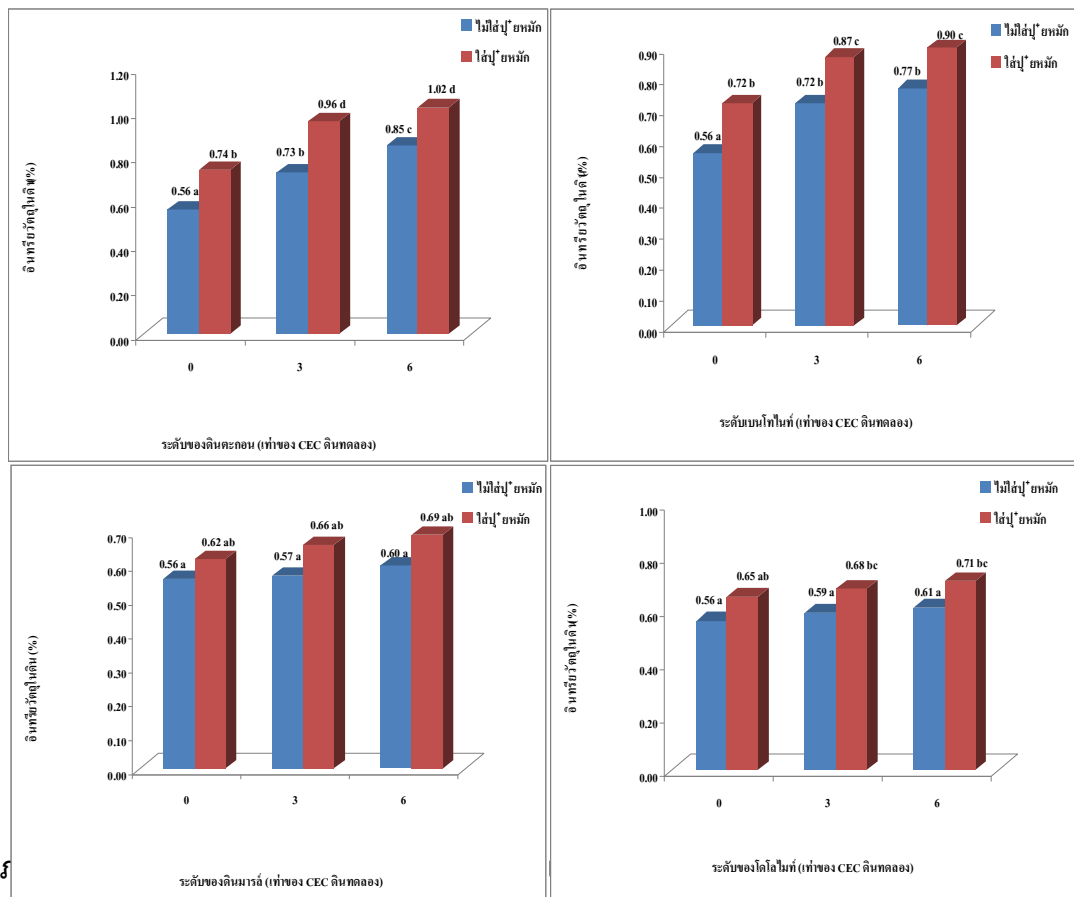 ไม่ใส่ปุ๋ยหมัก
ใส่ปุ๋ยหมัก
1.20
1.00
0.80
0.60
0.40
0.20
0.00
อินทรียวัตถุในดิน(%)
0.56 a
0.74 b
0.73 b
0.96 d
0.85 c
1.02 d
0 3 6
ระดับของดินตะกอน (เท่าของ CEC ดินทดลอง)
ไม่ใส่ปุ๋ยหมัก
ใส่ปุ๋ยหมัก
0.90
0.80
0.70
0.60
0.50
0.40
0.30
0.20
0.10
0.00
อินทรียวัตถุในดิน(%)
0.56 a
0.72 b
0.72 b
0.87 c
0.77 b
0.90 c
0 3 6
ระดับเบนโทไนท์ (เท่าของ CEC ดินทดลอง)
ไม่ใส่ปุ๋ยหมัก
ใส่ปุ๋ยหมัก
0.70
0.60
0.50
0.40
0.30
0.20
0.10
0.00
อินทรียวัตถุในดิน (%)
0.56 a
0.62 ab
0.57 a
0.66 ab
0.60 a
0.69 ab
0 3 6
ระดับของดินมาร์ล (เท่าของ CEC ดินทดลอง)
ไม่ใส่ปุ๋ยหมัก
ใส่ปุ๋ยหมัก
1.00
0.80
0.60
0.40
0.20
0.00
อินทรียวัตถุในดิน(%)
0.56 a
0.65 ab
0.59 a
0.68 bc
0.61 a
0.71 bc
0 3 6
ระดับของโดโลไมท์ (เท่าของ CEC ดินทดลอง)